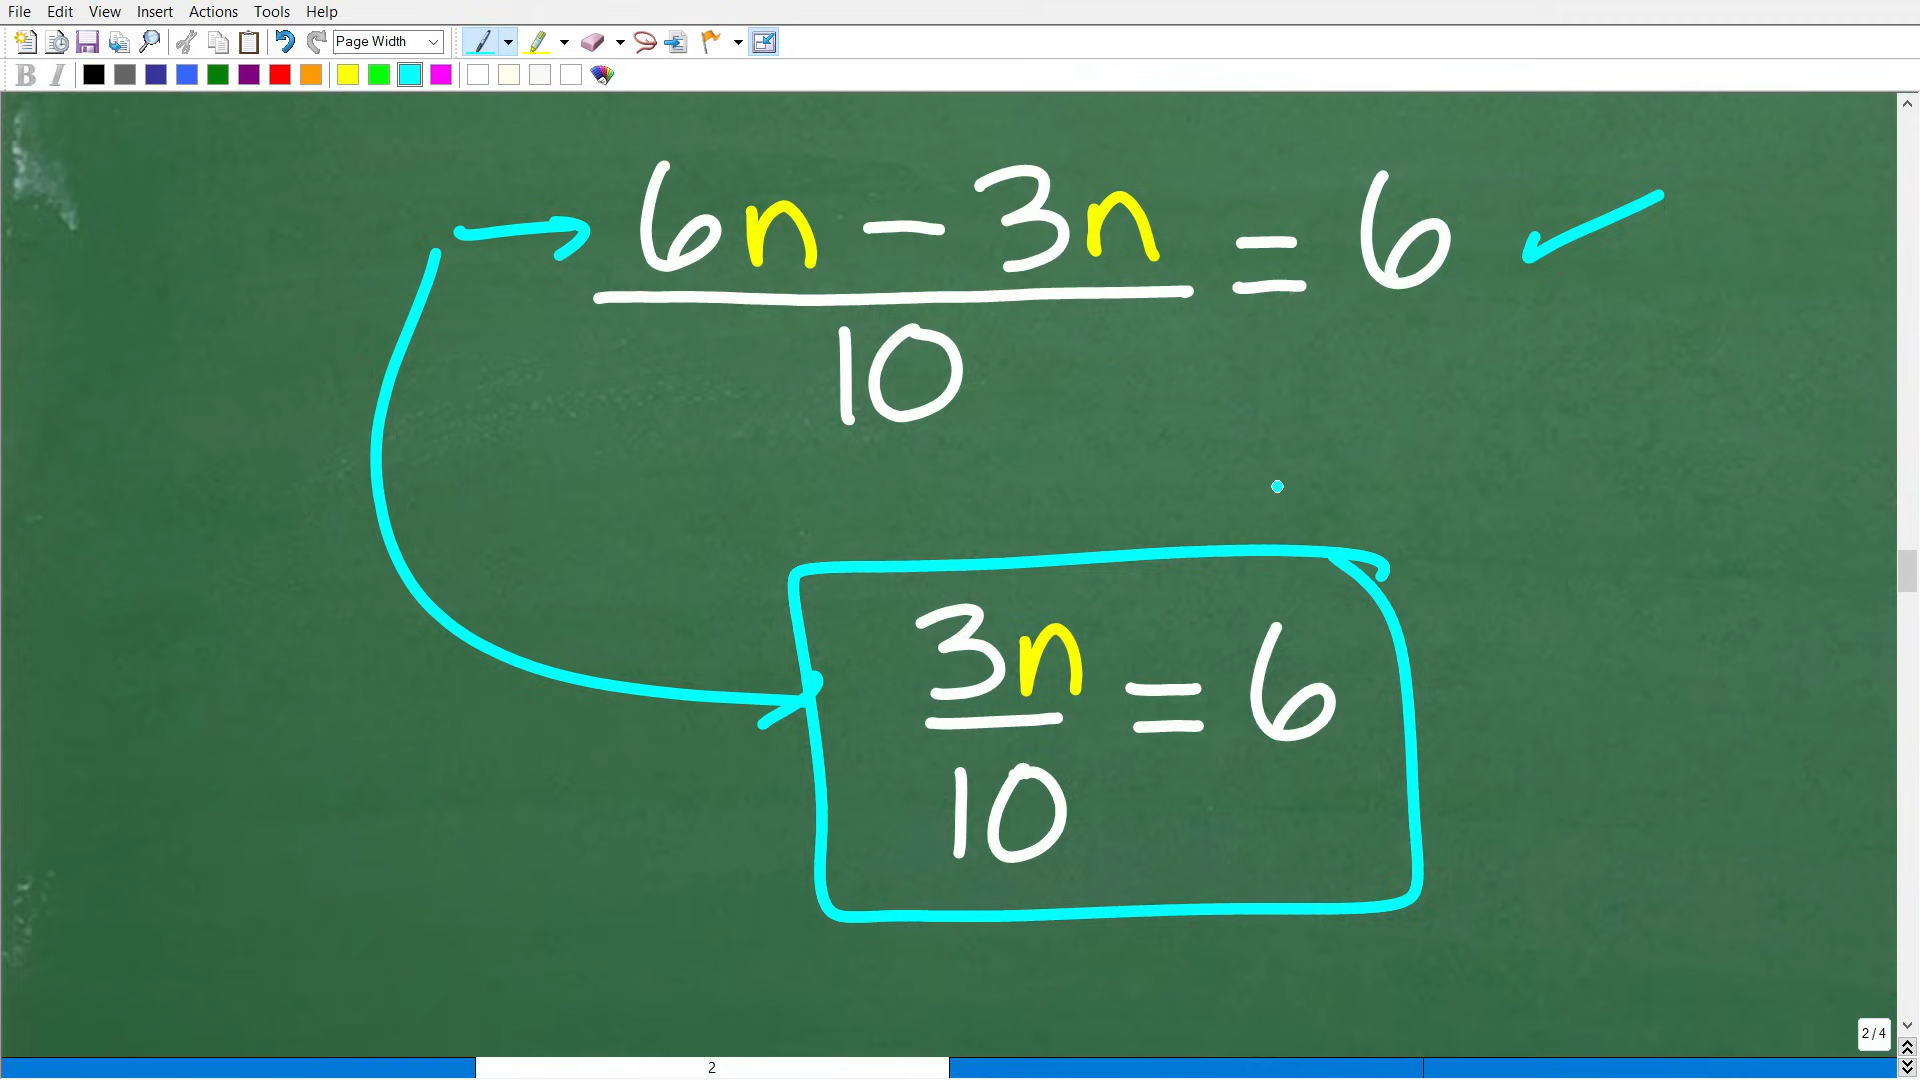 File Edit View Insert Actions Tools Help
Page Width
B I
6n - 3n = 6
10
3n = 6
10
2 / 4
2